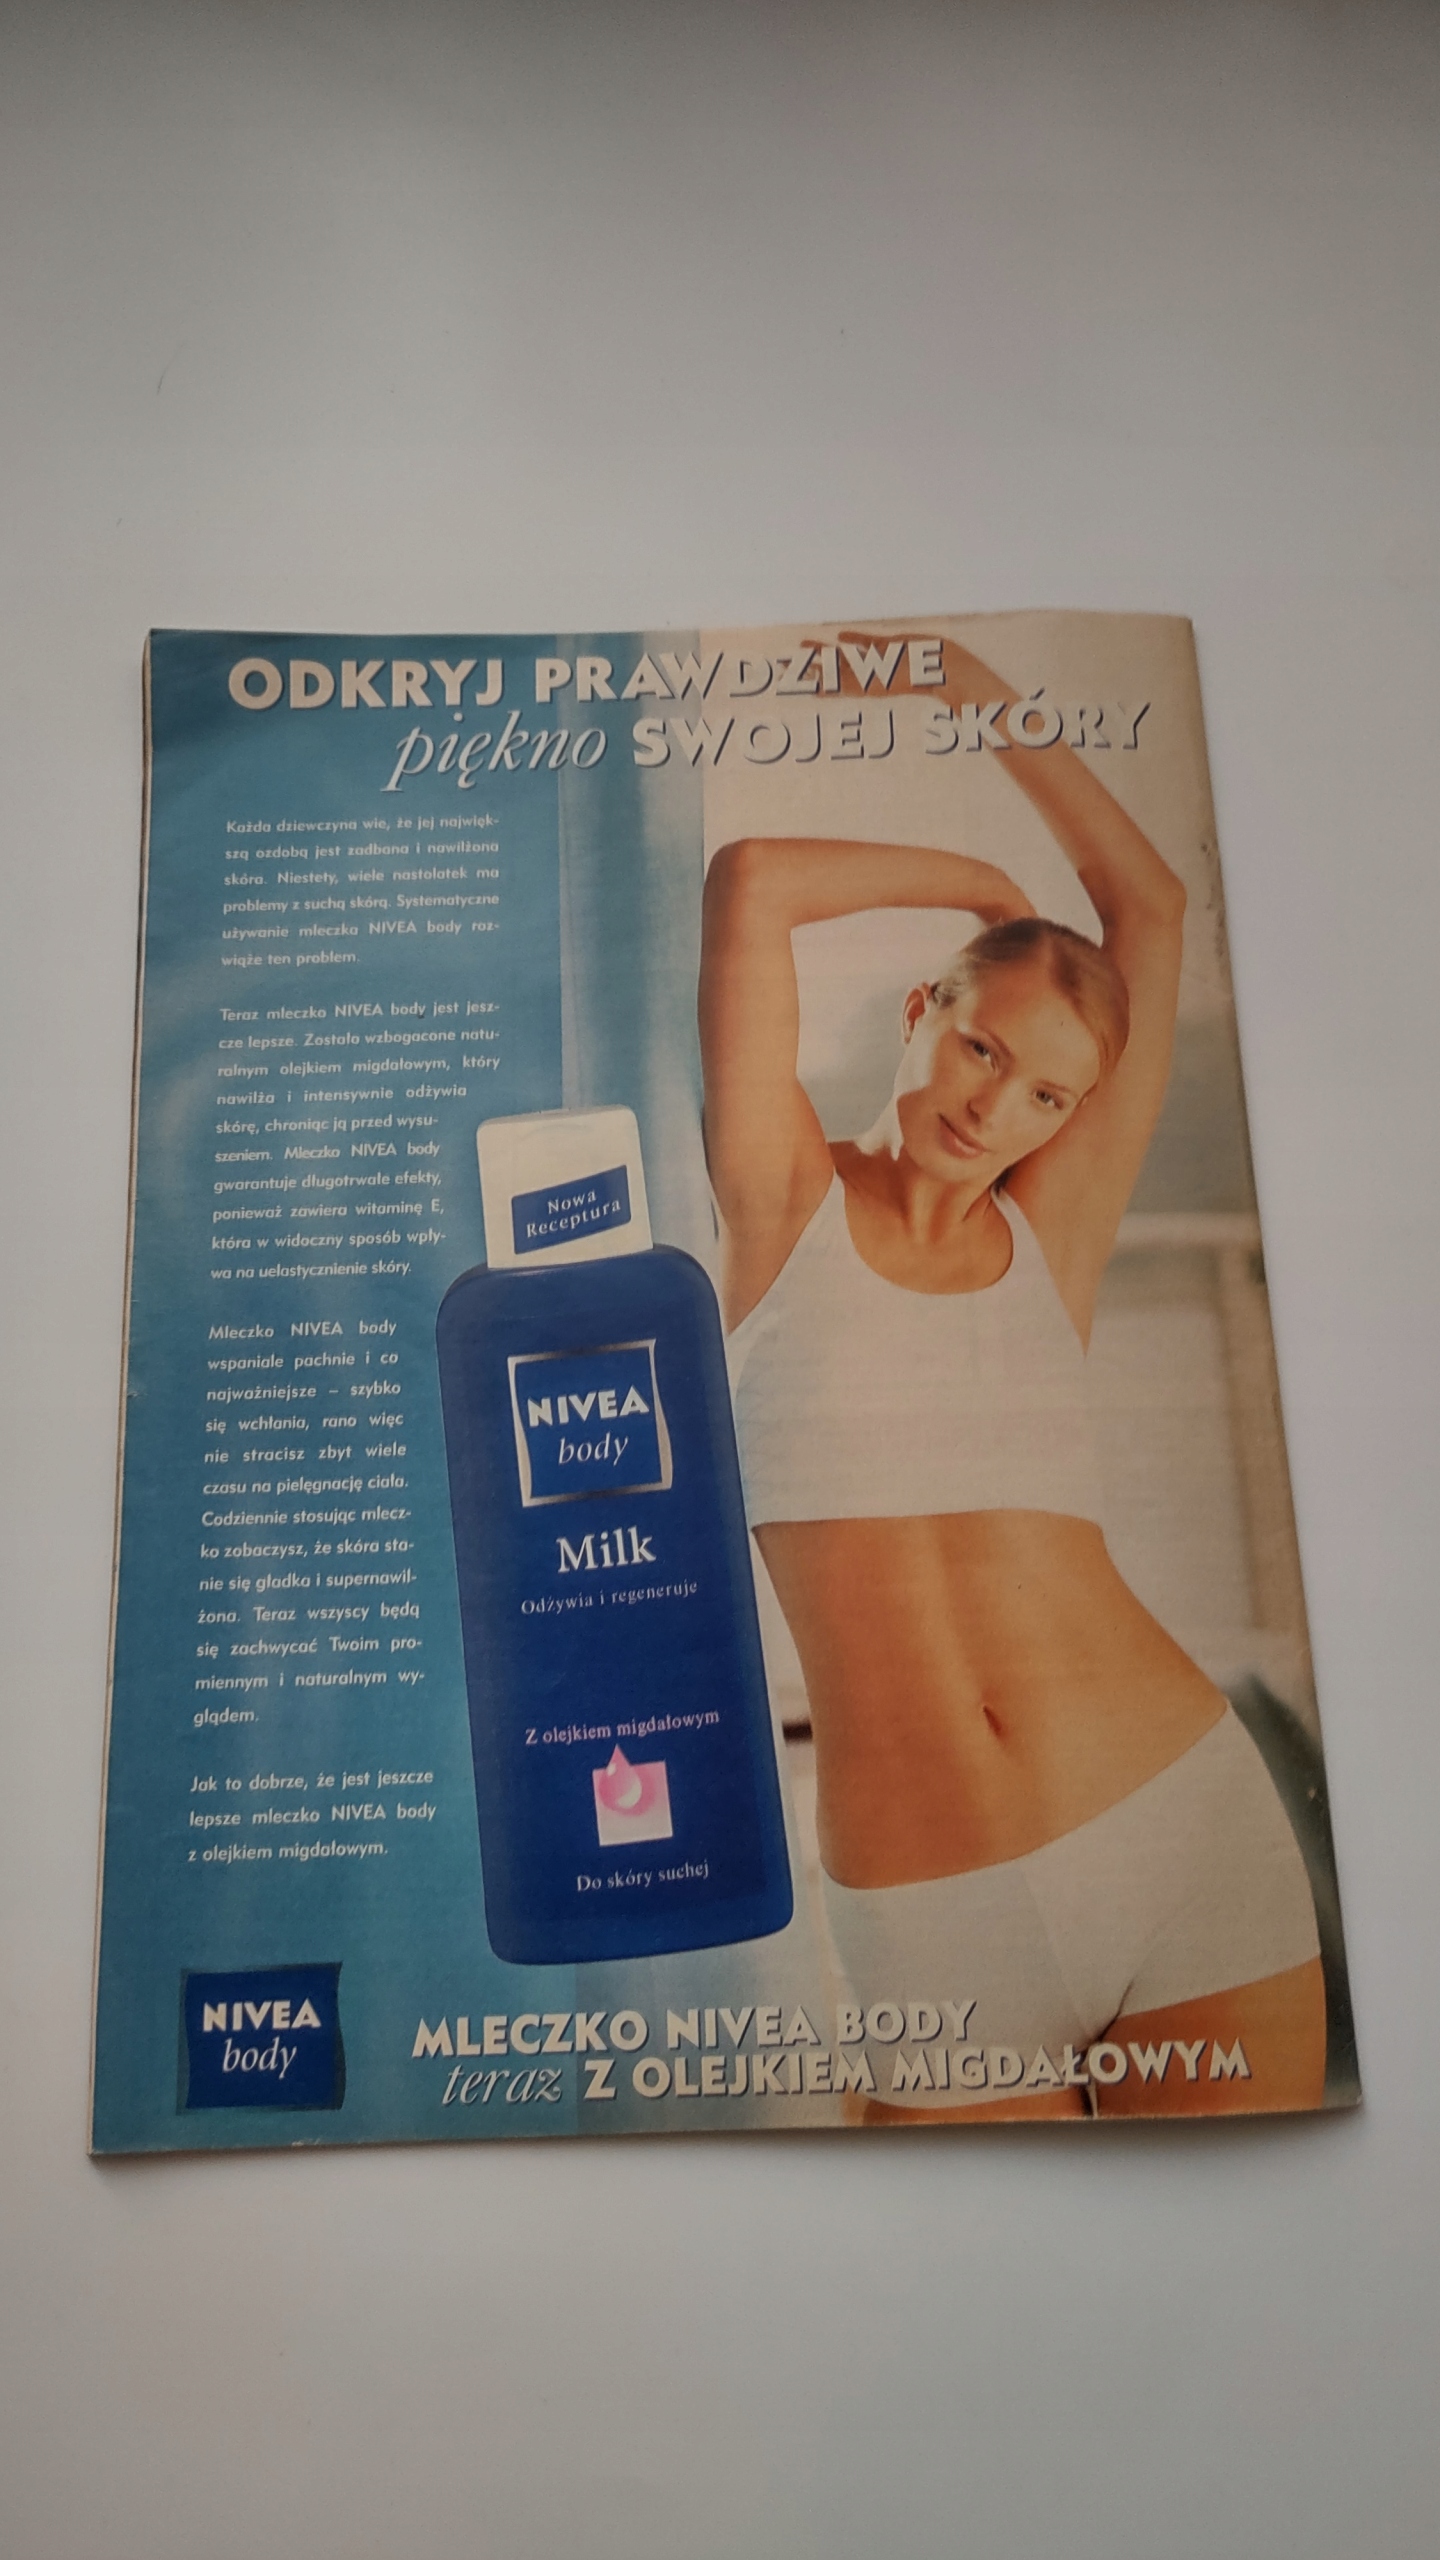 ODKRYJ PRAWDZIWE
piękno SWOJEJ SKÓRY
Każda dziewczyna wie, że jej najwięk-
szą ozdobą jest zadbana i nawilżona
skóra. Niestety, wiele nastolatek ma
problemy z suchą skórą. Systematyczne
używanie mleczka NIVEA body roz-
wiąże ten problem.
Teraz mleczko NIVEA body jest jesz-
cze lepsze. Zostało wzbogacone natu-
ralnym olejkiem migdałowym, który
nawilża i intensywnie odżywia
skórę, chroniąc ją przed wysu-
szeniem. Mleczko NIVEA body
gwarantuje długotrwałe efekty,
ponieważ zawiera witaminę E,
która w widoczny sposób wpły-
wa na uelastycznienie skóry.
Mleczko NIVEA body
wspaniale pachnie i co
najważniejsze – szybko
się wchłania, rano więc
nie stracisz zbyt wiele
czasu na pielęgnację ciała.
Codziennie stosując mlecz-
ko zobaczysz, że skóra sta-
nie się gładka i supernawil-
żona. Teraz wszyscy będą
się zachwycać Twoim pro-
miennym i naturalnym wy-
glądem.
Jak to dobrze, że jest jeszcze
lepsze mleczko NIVEA body
z olejkiem migdałowym.
Nowa
Receptura
NIVEA
body
Milk
Odżywia i regeneruje
Z olejkiem migdałowym
Do skóry suchej
NIVEA
body
MLECZKO NIVEA BODY
teraz Z OLEJKIEM MIGDAŁOWYM